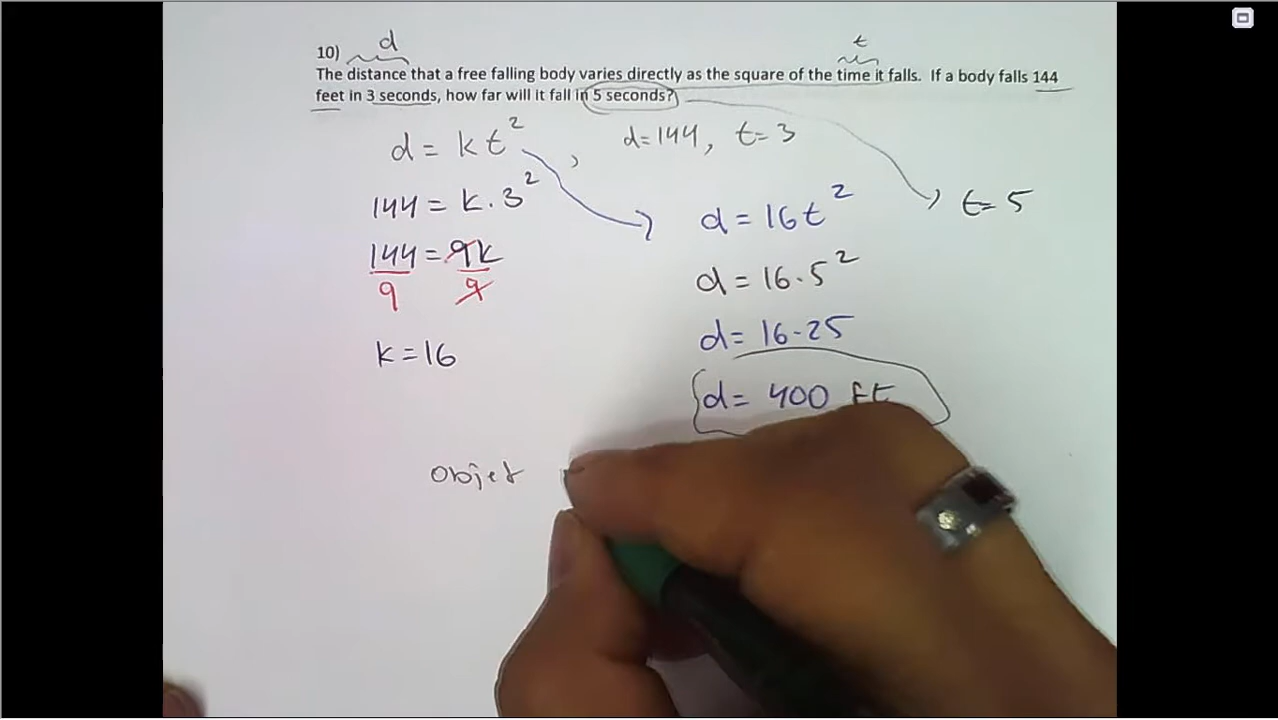 10) d t
The distance that a free falling body varies directly as the square of the time it falls. If a body falls 144
feet in 3 seconds, how far will it fall in 5 seconds?
d = kt² , d=144, t=3
144 = k·3²
144 = 9k
9 9
k=16
t=5
d = 16t²
d = 16·5²
d= 16·25
d= 400 ft
objet